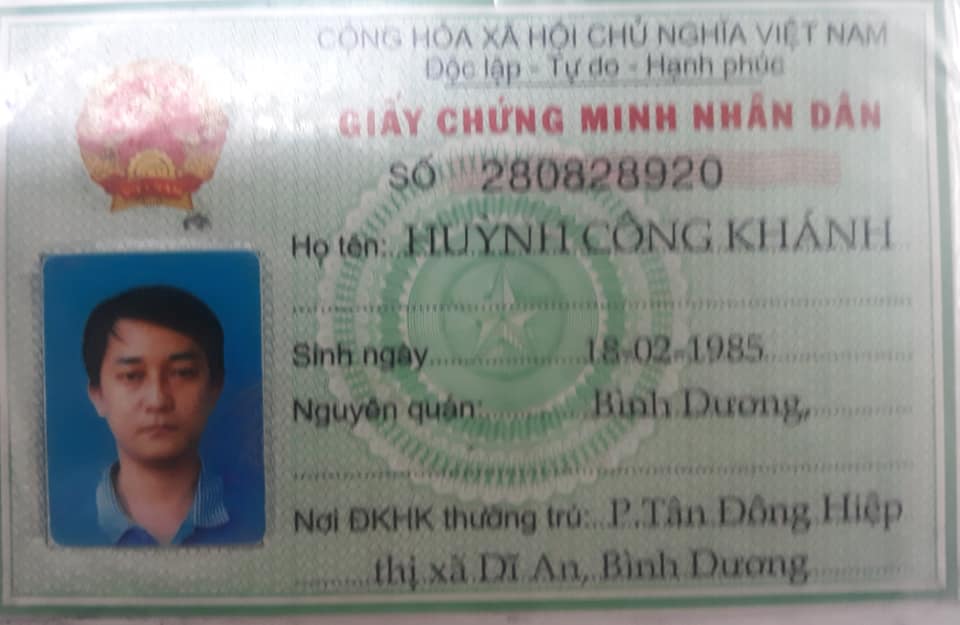 CỘNG HÒA XÃ HỘI CHỦ NGHĨA VIỆT NAM
Độc lập - Tự do - Hạnh phúc
GIẤY CHỨNG MINH NHÂN DÂN
SỐ 280828920
Họ tên: HUỲNH CÔNG KHÁNH
Sinh ngày 18-02-1985
Nguyên quán: Bình Dương,
Nơi ĐKHK thường trú: P.Tân Đông Hiệp
thị xã Dĩ An, Bình Dương